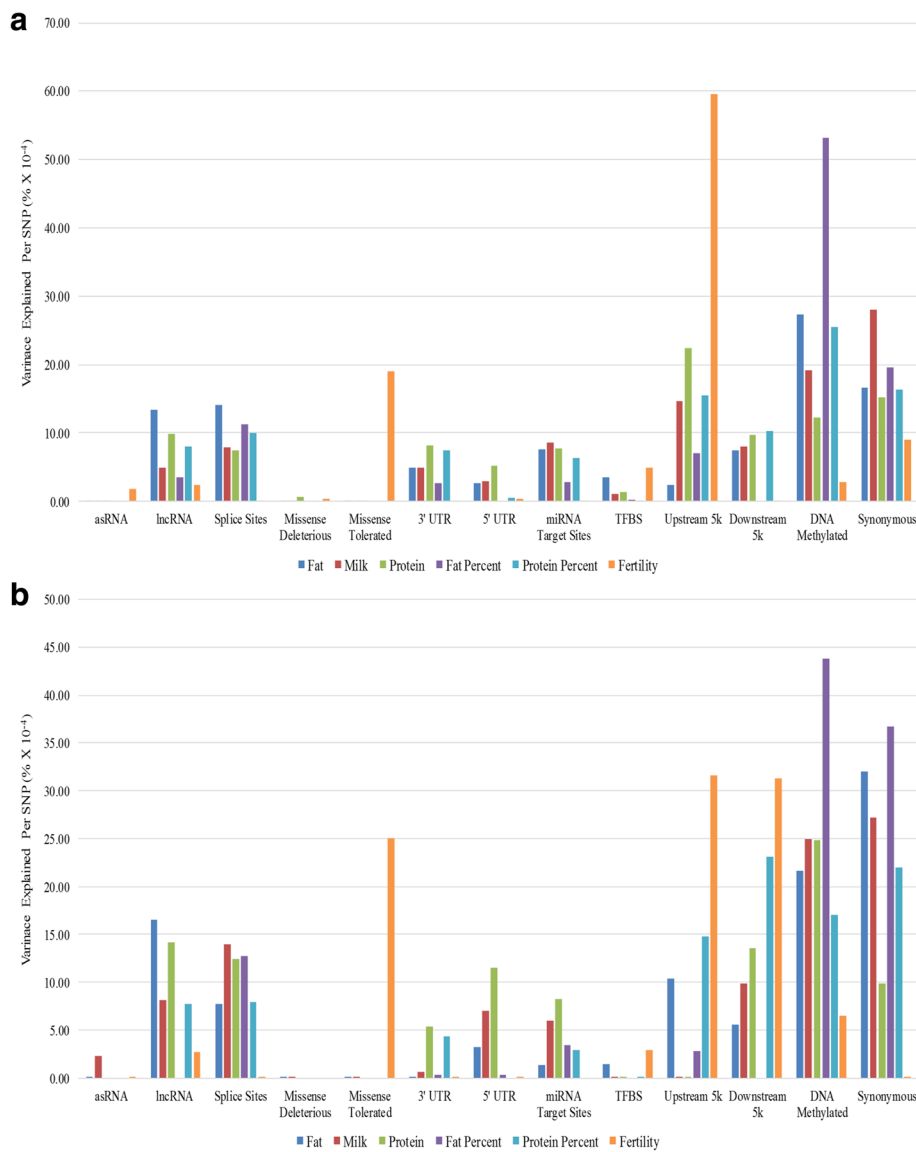 a
70.00
60.00
50.00
40.00
30.00
20.00
10.00
0.00
Varinace Explained Per SNP (% X 10⁻⁴)
asRNA
lncRNA
Splice Sites
Missense
Deleterious
Missense
Tolerated
3' UTR
5' UTR
miRNA
Target Sites
TFBS
Upstream 5k
Downstream
5k
DNA
Methylated
Synonymous
Fat Milk Protein Fat Percent Protein Percent Fertility
b
50.00
45.00
40.00
35.00
30.00
25.00
20.00
15.00
10.00
5.00
0.00
Varinace Explained Per SNP (% X 10⁻⁴)
asRNA
lncRNA
Splice Sites
Missense
Deleterious
Missense
Tolerated
3' UTR
5' UTR
miRNA
Target Sites
TFBS
Upstream 5k
Downstream
5k
DNA
Methylated
Synonymous
Fat Milk Protein Fat Percent Protein Percent Fertility